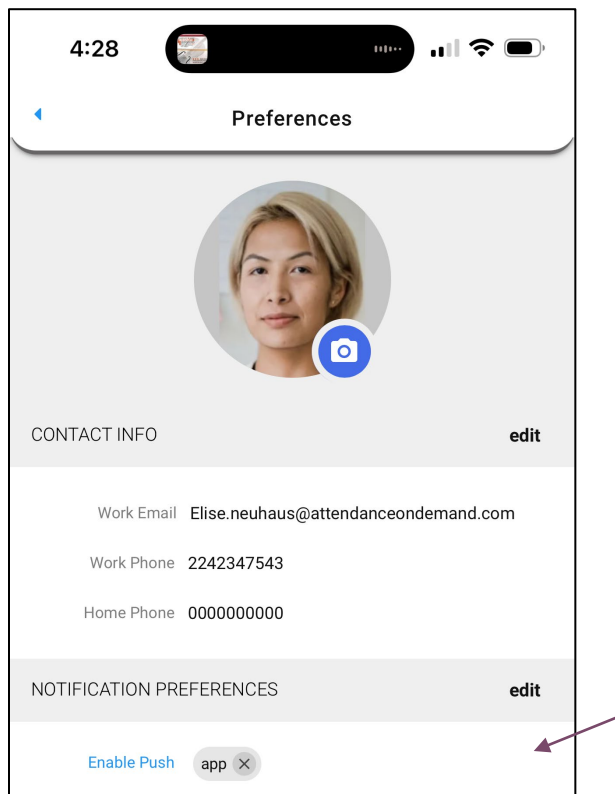 4:28
Preferences
CONTACT INFO edit
Work Email Elise.neuhaus@attendanceondemand.com
Work Phone 2242347543
Home Phone 0000000000
NOTIFICATION PREFERENCES edit
Enable Push app